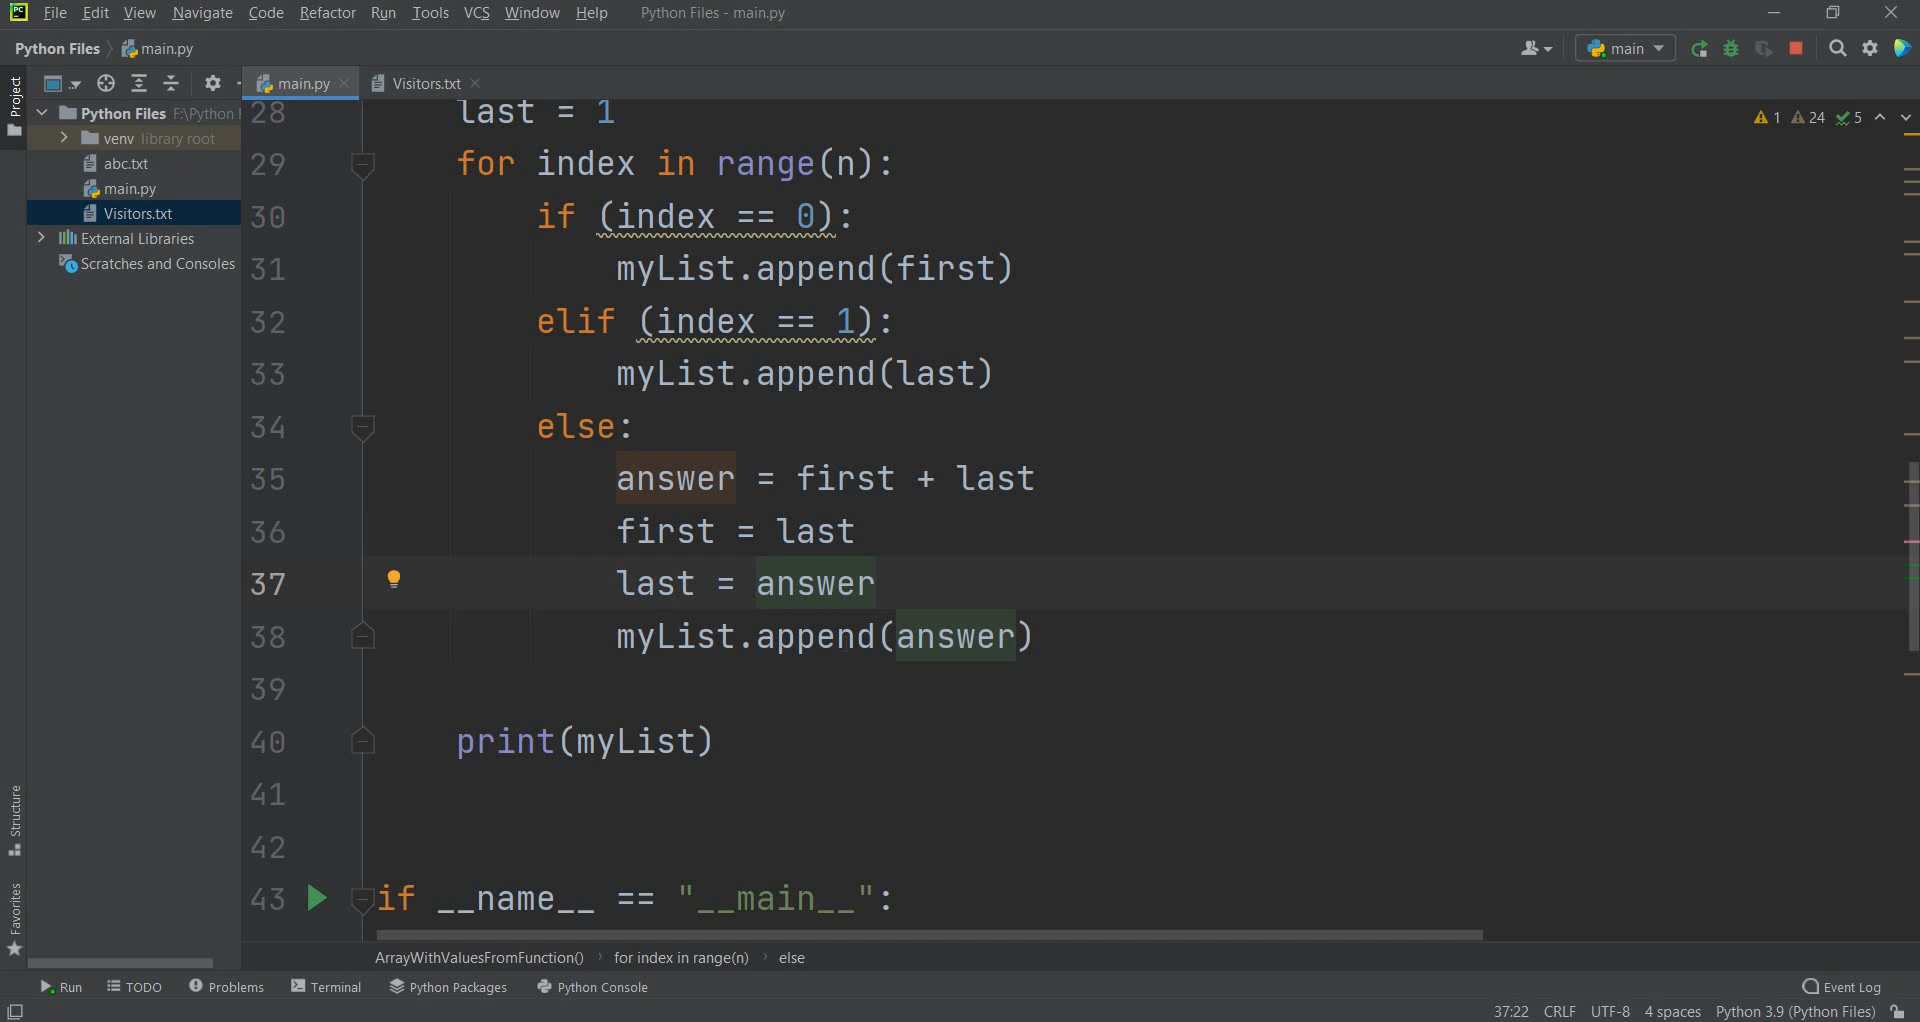 PC File Edit View Navigate Code Refactor Run Tools VCS Window Help Python Files - main.py
Python Files main.py main
Project main.py Visitors.txt
Python Files F:\Python
venv library root
abc.txt
main.py
Visitors.txt
External Libraries
Scratches and Consoles
1 24 5
28 last = 1
29 for index in range(n):
30 if (index == 0):
31 myList.append(first)
32 elif (index == 1):
33 myList.append(last)
34 else:
35 answer = first + last
36 first = last
37 last = answer
38 myList.append(answer)
39
40 print(myList)
41
42
43 if __name__ == "__main__":
Structure
Favorites
ArrayWithValuesFromFunction() › for index in range(n) › else
Run TODO Problems Terminal Python Packages Python Console Event Log
37:22 CRLF UTF-8 4 spaces Python 3.9 (Python Files)